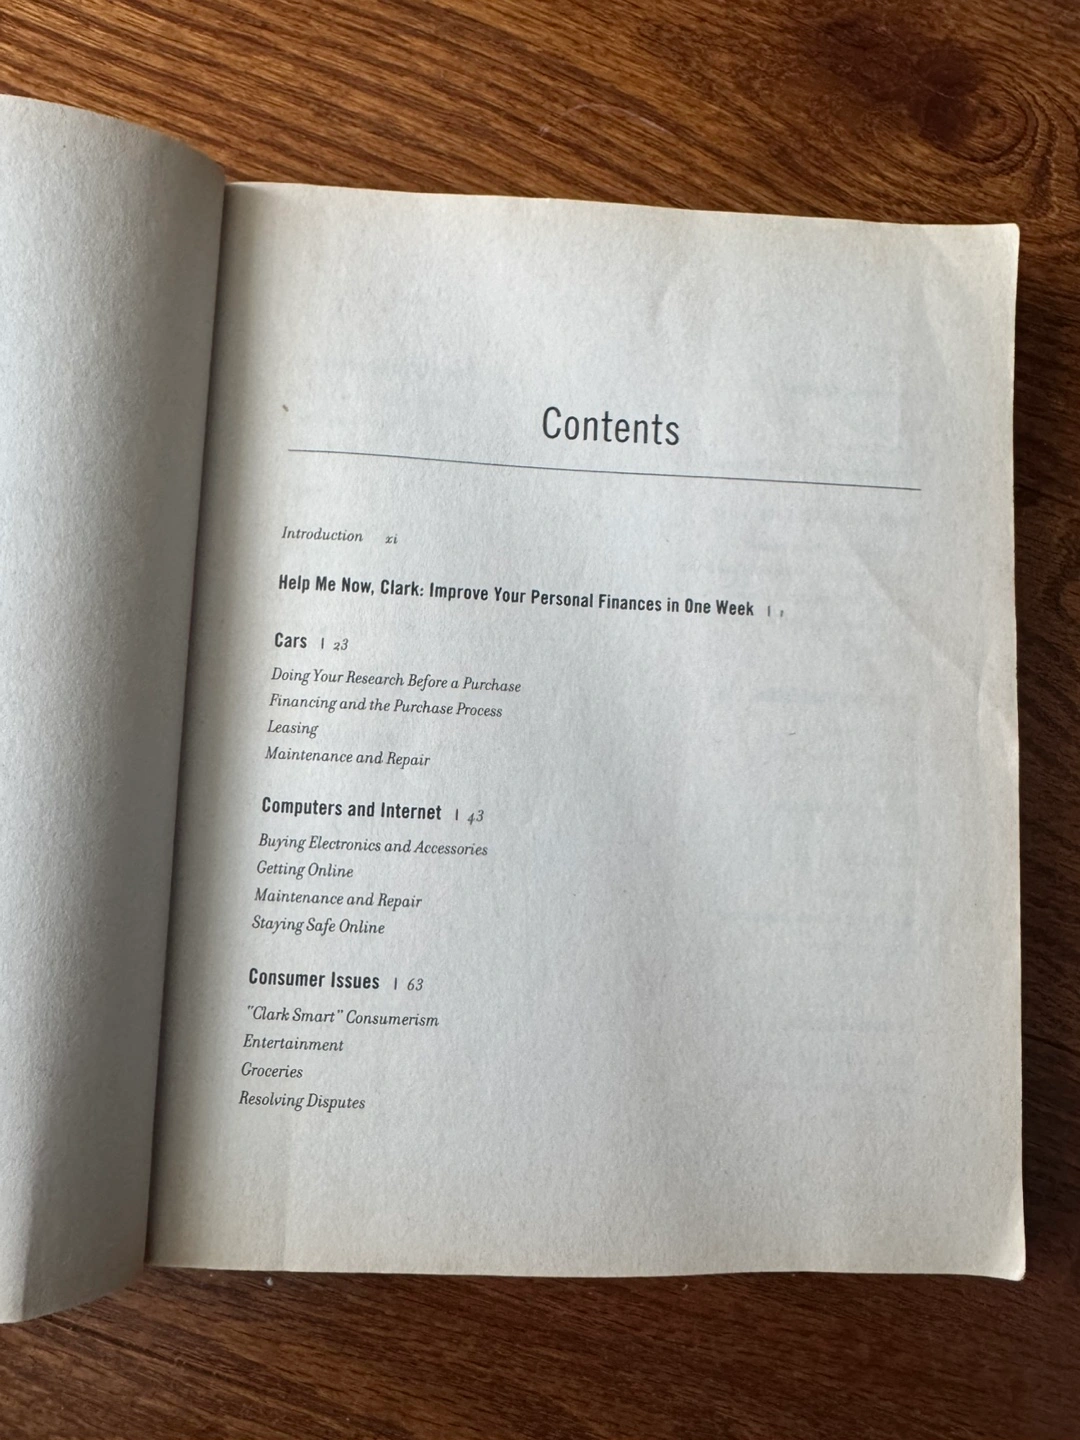 Contents
Introduction xi
Help Me Now, Clark: Improve Your Personal Finances in One Week | 1
Cars | 23
Doing Your Research Before a Purchase
Financing and the Purchase Process
Leasing
Maintenance and Repair
Computers and Internet | 43
Buying Electronics and Accessories
Getting Online
Maintenance and Repair
Staying Safe Online
Consumer Issues | 63
"Clark Smart" Consumerism
Entertainment
Groceries
Resolving Disputes